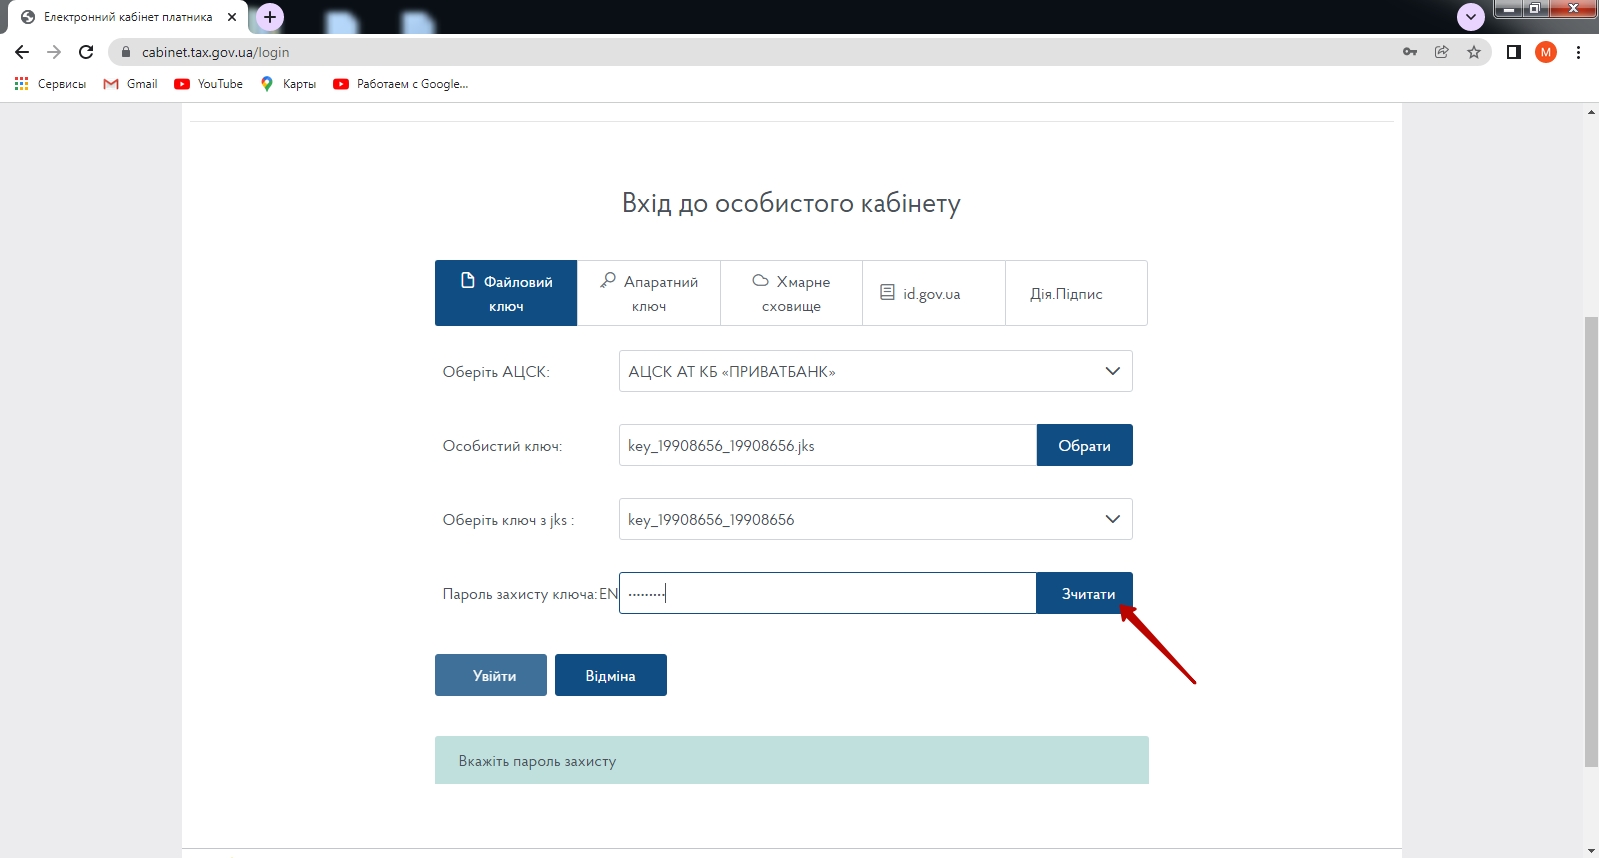 Електронний кабінет платника
cabinet.tax.gov.ua/login
M
Сервисы
Gmail
YouTube
Карты
Работаем с Google...
Вхід до особистого кабінету
Файловий
ключ
Апаратний
ключ
Хмарне
сховище
id.gov.ua
Дія.Підпис
Оберіть АЦСК:
АЦСК АТ КБ «ПРИВАТБАНК»
Особистий ключ:
key_19908656_19908656.jks
Обрати
Оберіть ключ з jks :
key_19908656_19908656
Пароль захисту ключа:EN
•••••••••
Зчитати
Увійти
Відміна
Вкажіть пароль захисту